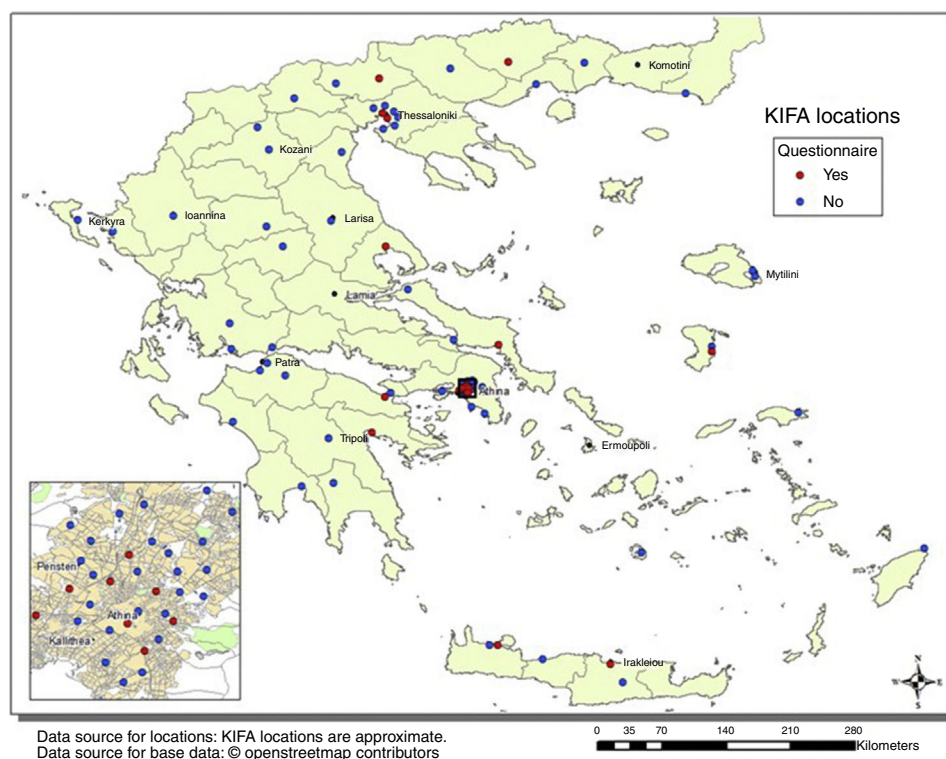 Komotini
Thessaloniki
KIFA locations
Questionnaire
Yes
No
Kozani
Kerkyra
Ioannina
Larisa
Mytilini
Lamia
Patra
Athina
Tripoli
Ermoupoli
Athina
Kallithea
Irakleiou
N
W E
S
Data source for locations: KIFA locations are approximate.
Data source for base data: © openstreetmap contributors
0 35 70 140 210 280
Kilometers